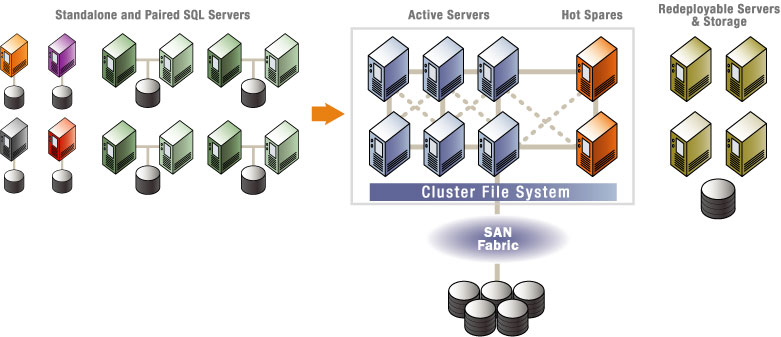 Standalone and Paired SQL Servers
Active Servers
Hot Spares
Redeployable Servers
& Storage
Cluster File System
SAN
Fabric